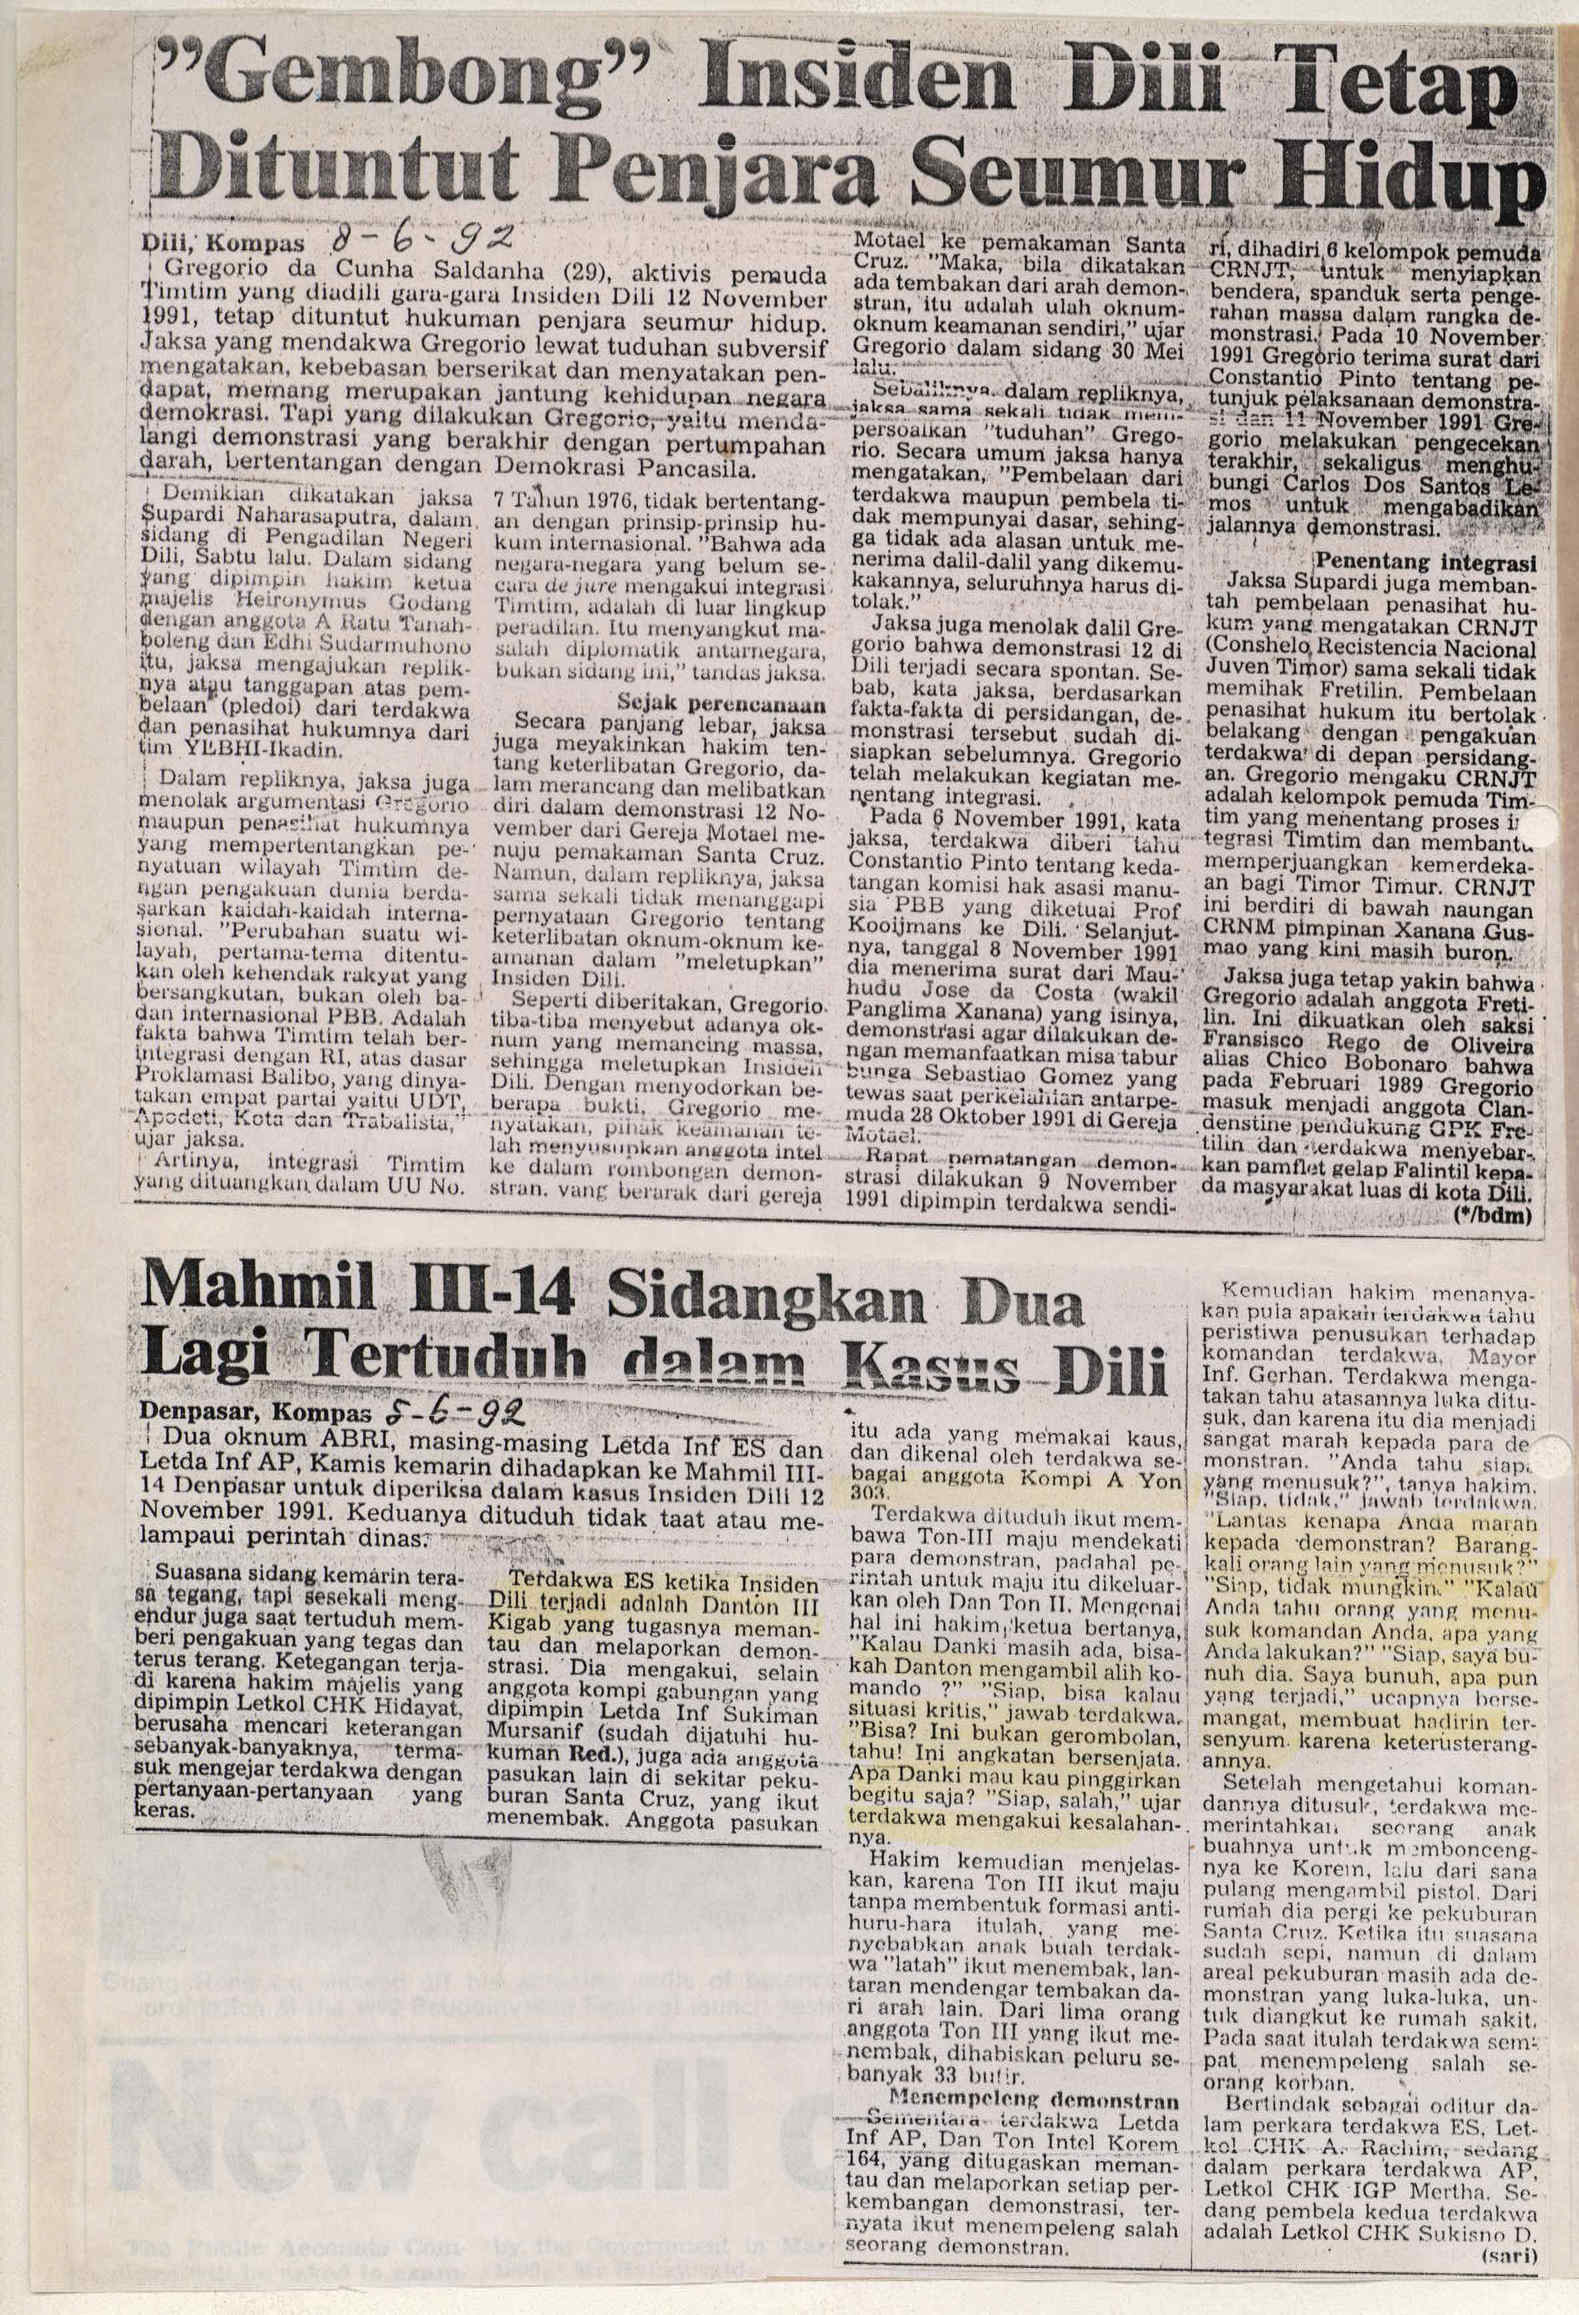 ”Gembong” Insiden Dili Tetap
Dituntut Penjara Seumur Hidup
Dili, Kompas 8-6-92
Gregorio da Cunha Saldanha (29), aktivis pemuda
Timtim yang diadili gara-gara Insiden Dili 12 November
1991, tetap dituntut hukuman penjara seumur hidup.
Jaksa yang mendakwa Gregorio lewat tuduhan subversif
mengatakan, kebebasan berserikat dan menyatakan pen-
dapat, memang merupakan jantung kehidupan negara
demokrasi. Tapi yang dilakukan Gregorio, yaitu menda-
langi demonstrasi yang berakhir dengan pertumpahan
darah, bertentangan dengan Demokrasi Pancasila.
Demikian dikatakan jaksa
Supardi Naharasaputra, dalam
sidang di Pengadilan Negeri
Dili, Sabtu lalu. Dalam sidang
yang dipimpin hakim ketua
majelis Heironymus Godang
dengan anggota A Ratu Tanah-
boleng dan Edhi Sudarmuhono
itu, jaksa mengajukan replik-
nya atau tanggapan atas pem-
belaan (pledoi) dari terdakwa
dan penasihat hukumnya dari
tim YLBHI-Ikadin.
Dalam repliknya, jaksa juga
menolak argumentasi Gregorio
maupun penasihat hukumnya
yang mempertentangkan pe-
nyatuan wilayah Timtim de-
ngan pengakuan dunia berda-
sarkan kaidah-kaidah interna-
sional. "Perubahan suatu wi-
layah, pertama-tema ditentu-
kan oleh kehendak rakyat yang
bersangkutan, bukan oleh ba-
dan internasional PBB. Adalah
fakta bahwa Timtim telah ber-
integrasi dengan RI, atas dasar
Proklamasi Balibo, yang dinya-
takan empat partai yaitu UDT,
Apodeti, Kota dan Trabalista,"
ujar jaksa.
Artinya, integrasi Timtim
yang dituangkan dalam UU No.
7 Tahun 1976, tidak bertentang-
an dengan prinsip-prinsip hu-
kum internasional. "Bahwa ada
negara-negara yang belum se-
cara de jure mengakui integrasi
Timtim, adalah di luar lingkup
peradilan. Itu menyangkut ma-
salah diplomatik antarnegara,
bukan sidang ini," tandas jaksa.
Sejak perencanaan
Secara panjang lebar, jaksa
juga meyakinkan hakim ten-
tang keterlibatan Gregorio, da-
lam merancang dan melibatkan
diri dalam demonstrasi 12 No-
vember dari Gereja Motael me-
nuju pemakaman Santa Cruz.
Namun, dalam repliknya, jaksa
sama sekali tidak menanggapi
pernyataan Gregorio tentang
keterlibatan oknum-oknum ke-
amanan dalam "meletupkan"
Insiden Dili.
Seperti diberitakan, Gregorio
tiba-tiba menyebut adanya ok-
num yang memancing massa,
sehingga meletupkan Insiden
Dili. Dengan menyodorkan be-
berapa bukti, Gregorio me-
nyatakan, pihak keamanan te-
lah menyusupkan anggota intel
ke dalam rombongan demon-
stran, yang berarak dari gereja
Motael ke pemakaman Santa
Cruz. "Maka, bila dikatakan
ada tembakan dari arah demon-
stran, itu adalah ulah oknum-
oknum keamanan sendiri," ujar
Gregorio dalam sidang 30 Mei
lalu.
Sebaliknya dalam repliknya,
jaksa sama sekali tidak mem-
persoalkan "tuduhan" Grego-
rio. Secara umum jaksa hanya
mengatakan, "Pembelaan dari
terdakwa maupun pembela ti-
dak mempunyai dasar, sehing-
ga tidak ada alasan untuk me-
nerima dalil-dalil yang dikemu-
kakannya, seluruhnya harus di-
tolak."
Jaksa juga menolak dalil Gre-
gorio bahwa demonstrasi 12 di
Dili terjadi secara spontan. Se-
bab, kata jaksa, berdasarkan
fakta-fakta di persidangan, de-
monstrasi tersebut sudah di-
siapkan sebelumnya. Gregorio
telah melakukan kegiatan me-
nentang integrasi.
Pada 6 November 1991, kata
jaksa, terdakwa diberi tahu
Constantio Pinto tentang keda-
tangan komisi hak asasi manu-
sia PBB yang diketuai Prof
Kooijmans ke Dili. Selanjut-
nya, tanggal 8 November 1991
dia menerima surat dari Mau-
hudu Jose da Costa (wakil
Panglima Xanana) yang isinya,
demonstrasi agar dilakukan de-
ngan memanfaatkan misa tabur
bunga Sebastiao Gomez yang
tewas saat perkelahian antarpe-
muda 28 Oktober 1991 di Gereja
Motael.
Rapat pematangan demon-
strasi dilakukan 9 November
1991 dipimpin terdakwa sendi-
ri, dihadiri 6 kelompok pemuda
CRNJT, untuk menyiapkan
bendera, spanduk serta penge-
rahan massa dalam rangka de-
monstrasi. Pada 10 November
1991 Gregorio terima surat dari
Constantio Pinto tentang pe-
tunjuk pelaksanaan demonstra-
si dan 11 November 1991 Gre-
gorio melakukan pengecekan
terakhir, sekaligus menghu-
bungi Carlos Dos Santos Le-
mos untuk mengabadikan
jalannya demonstrasi.
Penentang integrasi
Jaksa Supardi juga memban-
tah pembelaan penasihat hu-
kum yang mengatakan CRNJT
(Conshelo Recistencia Nacional
Juven Timor) sama sekali tidak
memihak Fretilin. Pembelaan
penasihat hukum itu bertolak
belakang dengan pengakuan
terdakwa di depan persidang-
an. Gregorio mengaku CRNJT
adalah kelompok pemuda Tim-
tim yang menentang proses in-
tegrasi Timtim dan membantu
memperjuangkan kemerdeka-
an bagi Timor Timur. CRNJT
ini berdiri di bawah naungan
CRNM pimpinan Xanana Gus-
mao yang kini masih buron.
Jaksa juga tetap yakin bahwa
Gregorio adalah anggota Freti-
lin. Ini dikuatkan oleh saksi
Fransisco Rego de Oliveira
alias Chico Bobonaro bahwa
pada Februari 1989 Gregorio
masuk menjadi anggota Clan-
denstine pendukung GPK Fre-
tilin dan terdakwa menyebar-
kan pamflet gelap Falintil kepa-
da masyarakat luas di kota Dili.
(*/bdm)
Mahmil III-14 Sidangkan Dua
Lagi Tertuduh dalam Kasus Dili
Denpasar, Kompas 5-6-92
Dua oknum ABRI, masing-masing Letda Inf ES dan
Letda Inf AP, Kamis kemarin dihadapkan ke Mahmil III-
14 Denpasar untuk diperiksa dalam kasus Insiden Dili 12
November 1991. Keduanya dituduh tidak taat atau me-
lampaui perintah dinas.
Suasana sidang kemarin tera-
sa tegang, tapi sesekali meng-
endur juga saat tertuduh mem-
beri pengakuan yang tegas dan
terus terang. Ketegangan terja-
di karena hakim majelis yang
dipimpin Letkol CHK Hidayat,
berusaha mencari keterangan
sebanyak-banyaknya, terma-
suk mengejar terdakwa dengan
pertanyaan-pertanyaan yang
keras.
Terdakwa ES ketika Insiden
Dili terjadi adalah Danton III
Kigab yang tugasnya meman-
tau dan melaporkan demon-
strasi. Dia mengakui, selain
anggota kompi gabungan yang
dipimpin Letda Inf Sukiman
Mursanif (sudah dijatuhi hu-
kuman Red.), juga ada anggota
pasukan lain di sekitar peku-
buran Santa Cruz, yang ikut
menembak. Anggota pasukan
itu ada yang memakai kaus,
dan dikenal oleh terdakwa se-
bagai anggota Kompi A Yon
303.
Terdakwa dituduh ikut mem-
bawa Ton-III maju mendekati
para demonstran, padahal pe-
rintah untuk maju itu dikeluar-
kan oleh Dan Ton II. Mengenai
hal ini hakim ketua bertanya,
"Kalau Danki masih ada, bisa-
kah Danton mengambil alih ko-
mando ?" "Siap, bisa kalau
situasi kritis," jawab terdakwa.
"Bisa? Ini bukan gerombolan,
tahu! Ini angkatan bersenjata.
Apa Danki mau kau pinggirkan
begitu saja? "Siap, salah," ujar
terdakwa mengakui kesalahan-
nya.
Hakim kemudian menjelas-
kan, karena Ton III ikut maju
tanpa membentuk formasi anti-
huru-hara itulah, yang me-
nyebabkan anak buah terdak-
wa "latah" ikut menembak, lan-
taran mendengar tembakan da-
ri arah lain. Dari lima orang
anggota Ton III yang ikut me-
nembak, dihabiskan peluru se-
banyak 33 butir.
Menempeleng demonstran
Sementara terdakwa Letda
Inf AP, Dan Ton Intel Korem
164, yang ditugaskan meman-
tau dan melaporkan setiap per-
kembangan demonstrasi, ter-
nyata ikut menempeleng salah
seorang demonstran.
Kemudian hakim menanya-
kan pula apakah terdakwa tahu
peristiwa penusukan terhadap
komandan terdakwa, Mayor
Inf. Gerhan. Terdakwa menga-
takan tahu atasannya luka ditu-
suk, dan karena itu dia menjadi
sangat marah kepada para de
monstran. "Anda tahu siapa
yang menusuk?", tanya hakim.
"Siap, tidak," jawab terdakwa.
"Lantas kenapa Anda marah
kepada demonstran? Barang-
kali orang lain yang menusuk?"
"Siap, tidak mungkin." "Kalau
Anda tahu orang yang menu-
suk komandan Anda, apa yang
Anda lakukan?" "Siap, saya bu-
nuh dia. Saya bunuh, apa pun
yang terjadi," ucapnya berse-
mangat, membuat hadirin ter-
senyum karena keterusterang-
annya.
Setelah mengetahui koman-
dannya ditusuk, terdakwa me-
merintahkan seorang anak
buahnya untuk membonceng-
nya ke Korem, lalu dari sana
pulang mengambil pistol. Dari
rumah dia pergi ke pekuburan
Santa Cruz. Ketika itu suasana
sudah sepi, namun di dalam
areal pekuburan masih ada de-
monstran yang luka-luka, un-
tuk diangkut ke rumah sakit.
Pada saat itulah terdakwa sem-
pat menempeleng salah se-
orang korban.
Bertindak sebagai oditur da-
lam perkara terdakwa ES, Let-
kol CHK A. Rachim, sedang
dalam perkara terdakwa AP,
Letkol CHK IGP Mertha. Se-
dang pembela kedua terdakwa
adalah Letkol CHK Sukisno D.
(sari)